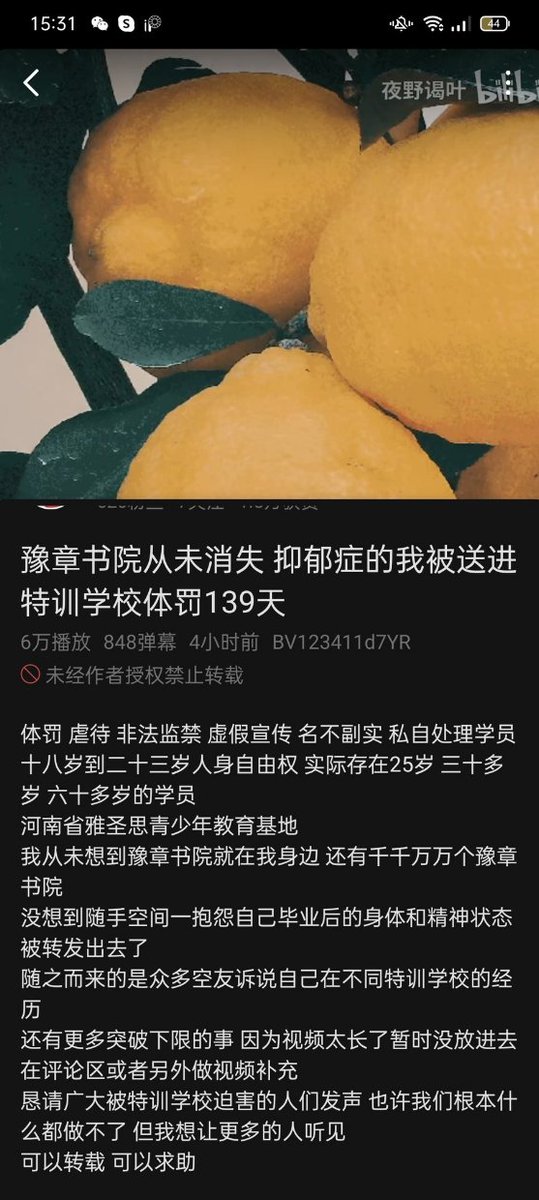 15:31
44
夜野谒叶 bilibi
豫章书院从未消失 抑郁症的我被送进
特训学校体罚139天
6万播放 848弹幕 4小时前 BV123411d7YR
未经作者授权禁止转载
体罚 虐待 非法监禁 虚假宣传 名不副实 私自处理学员
十八岁到二十三岁人身自由权 实际存在25岁 三十多
岁 六十多岁的学员
河南省雅圣思青少年教育基地
我从未想到豫章书院就在我身边 还有千千万万个豫章
书院
没想到随手空间一抱怨自己毕业后的身体和精神状态
被转发出去了
随之而来的是众多空友诉说自己在不同特训学校的经
历
还有更多突破下限的事 因为视频太长了暂时没放进去
在评论区或者另外做视频补充
恳请广大被特训学校迫害的人们发声 也许我们根本什
么都做不了 但我想让更多的人听见
可以转载 可以求助